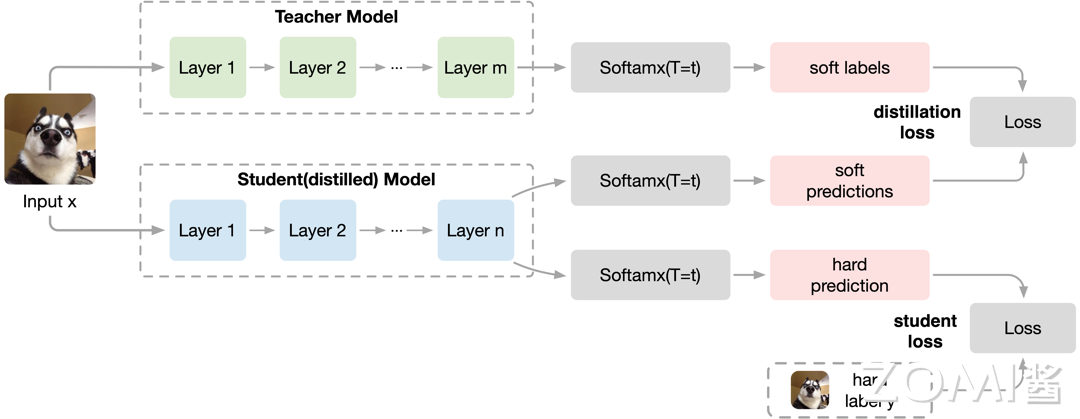 Teacher Model
Layer 1
Layer 2
...
Layer m
Softamx(T=t)
soft labels
distillation
loss
Loss
Input x
Student(distilled) Model
Layer 1
Layer 2
...
Layer n
Softamx(T=t)
soft
predictions
Softamx(T=t)
hard
prediction
student
loss
Loss
hard
label y
ZOMI酱